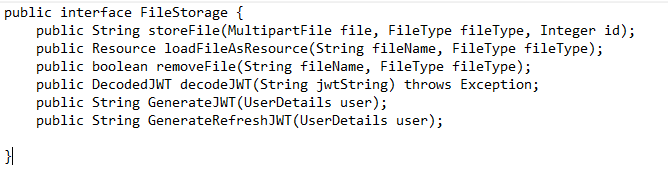 public interface FileStorage {
    public String storeFile(MultipartFile file, FileType fileType, Integer id);
    public Resource loadFileAsResource(String fileName, FileType fileType);
    public boolean removeFile(String fileName, FileType fileType);
    public DecodedJWT decodeJWT(String jwtString) throws Exception;
    public String GenerateJWT(UserDetails user);
    public String GenerateRefreshJWT(UserDetails user);

}